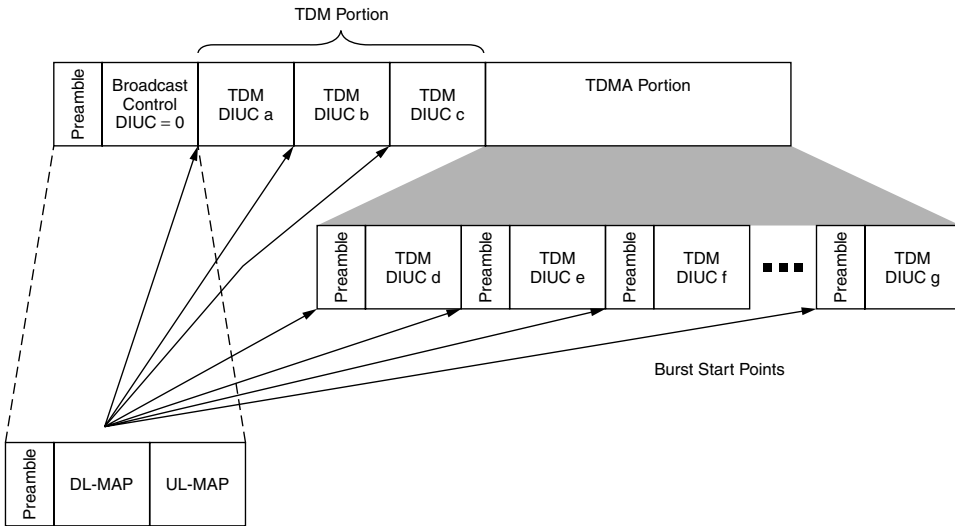 TDM Portion
Preamble
Broadcast
Control
DIUC = 0
TDM
DIUC a
TDM
DIUC b
TDM
DIUC c
TDMA Portion
Preamble
TDM
DIUC d
Preamble
TDM
DIUC e
Preamble
TDM
DIUC f
Preamble
TDM
DIUC g
Burst Start Points
Preamble
DL-MAP
UL-MAP